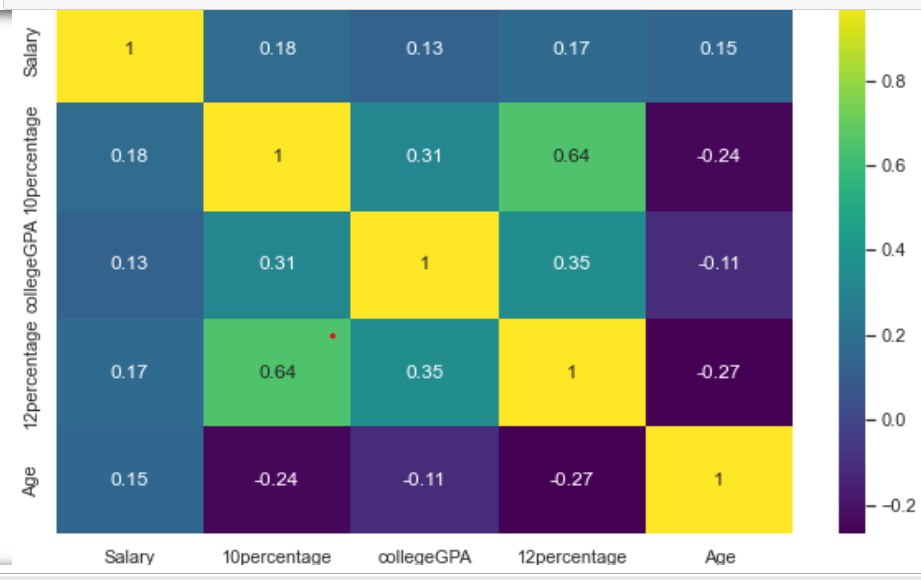 Salary 1 0.18 0.13 0.17 0.15
10percentage 0.18 1 0.31 0.64 -0.24
collegeGPA 0.13 0.31 1 0.35 -0.11
12percentage 0.17 0.64 0.35 1 -0.27
Age 0.15 -0.24 -0.11 -0.27 1
Salary 10percentage collegeGPA 12percentage Age
0.8
0.6
0.4
0.2
0.0
−0.2